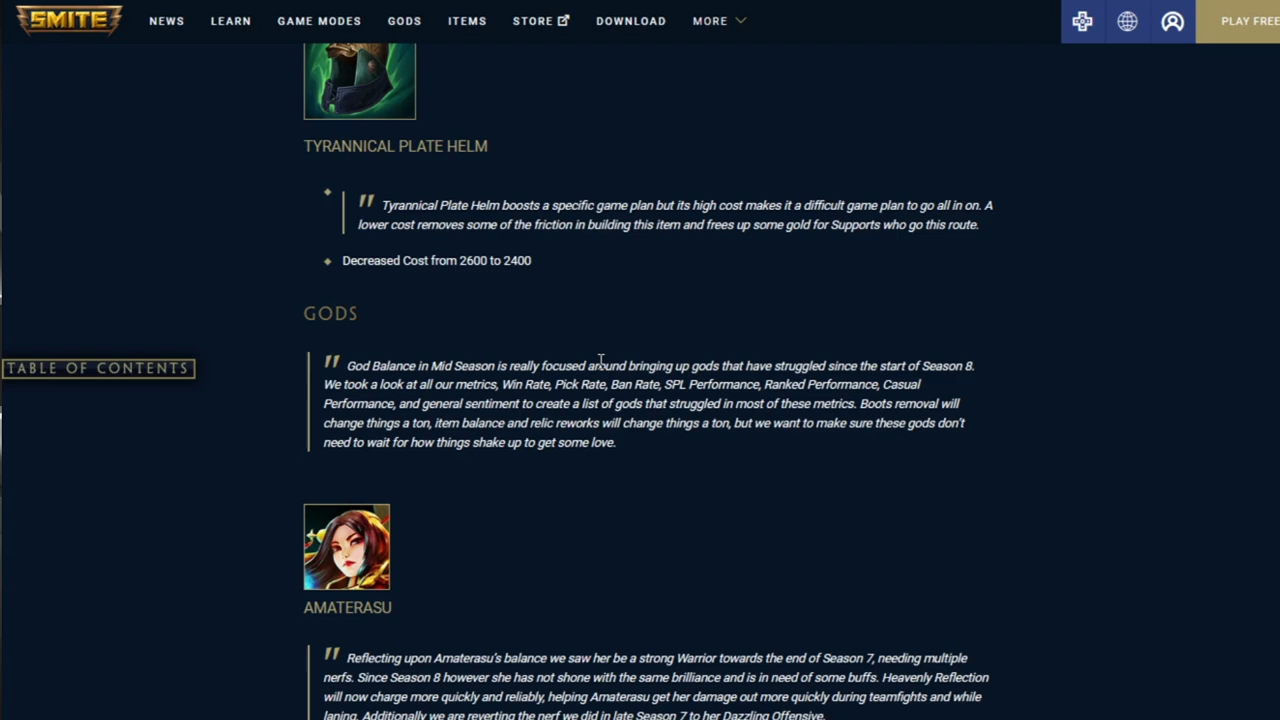 SMITE NEWS LEARN GAME MODES GODS ITEMS STORE DOWNLOAD MORE PLAY FREE
TYRANNICAL PLATE HELM
" Tyrannical Plate Helm boosts a specific game plan but its high cost makes it a difficult game plan to go all in on. A
lower cost removes some of the friction in building this item and frees up some gold for Supports who go this route.
Decreased Cost from 2600 to 2400
GODS
TABLE OF CONTENTS
" God Balance in Mid Season is really focused around bringing up gods that have struggled since the start of Season 8.
We took a look at all our metrics, Win Rate, Pick Rate, Ban Rate, SPL Performance, Ranked Performance, Casual
Performance, and general sentiment to create a list of gods that struggled in most of these metrics. Boots removal will
change things a ton, item balance and relic reworks will change things a ton, but we want to make sure these gods don't
need to wait for how things shake up to get some love.
AMATERASU
" Reflecting upon Amaterasu's balance we saw her be a strong Warrior towards the end of Season 7, needing multiple
nerfs. Since Season 8 however she has not shone with the same brilliance and is in need of some buffs. Heavenly Reflection
will now charge more quickly and reliably, helping Amaterasu get her damage out more quickly during teamfights and while
laning. Additionally we are reverting the nerf we did in late Season 7 to her Dazzling Offensive.